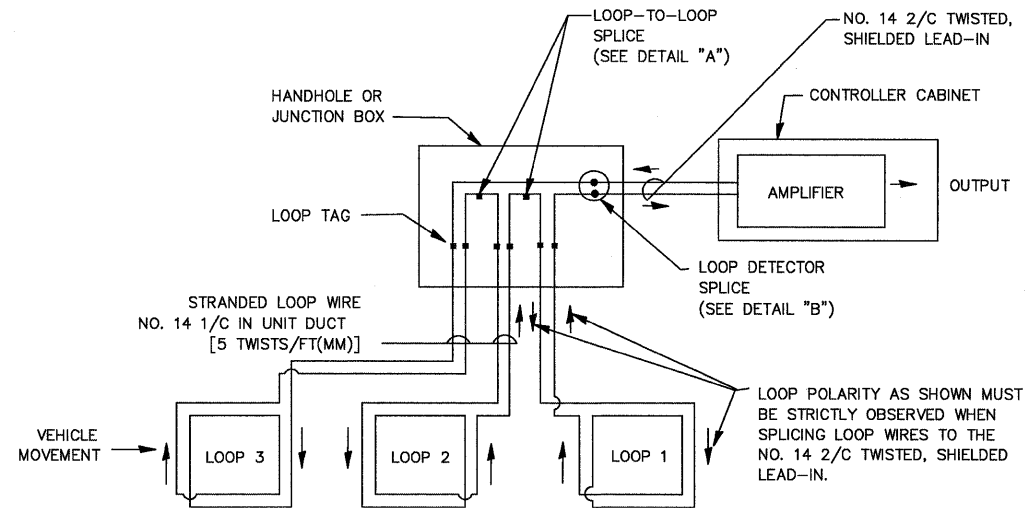 LOOP-TO-LOOP
SPLICE
(SEE DETAIL "A")
NO. 14 2/C TWISTED,
SHIELDED LEAD-IN
HANDHOLE OR
JUNCTION BOX
CONTROLLER CABINET
AMPLIFIER
OUTPUT
LOOP TAG
LOOP DETECTOR
SPLICE
(SEE DETAIL "B")
STRANDED LOOP WIRE
NO. 14 1/C IN UNIT DUCT
[5 TWISTS/FT(MM)]
LOOP POLARITY AS SHOWN MUST
BE STRICTLY OBSERVED WHEN
SPLICING LOOP WIRES TO THE
NO. 14 2/C TWISTED, SHIELDED
LEAD-IN.
VEHICLE
MOVEMENT
LOOP 3
LOOP 2
LOOP 1